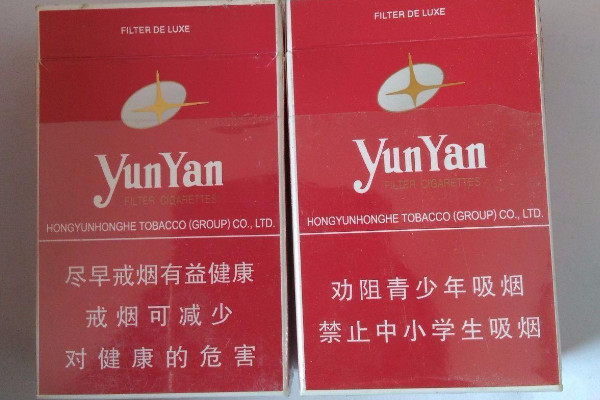 FILTER DE LUXE
YunYan
FILTER CIGARETTES
HONGYUNHONGHE TOBACCO (GROUP) CO., LTD.
尽早戒烟有益健康
戒烟可减少
对健康的危害
FILTER DE LUXE
YunYan
FILTER CIGARETTES
HONGYUNHONGHE TOBACCO (GROUP) CO., LTD.
劝阻青少年吸烟
禁止中小学生吸烟